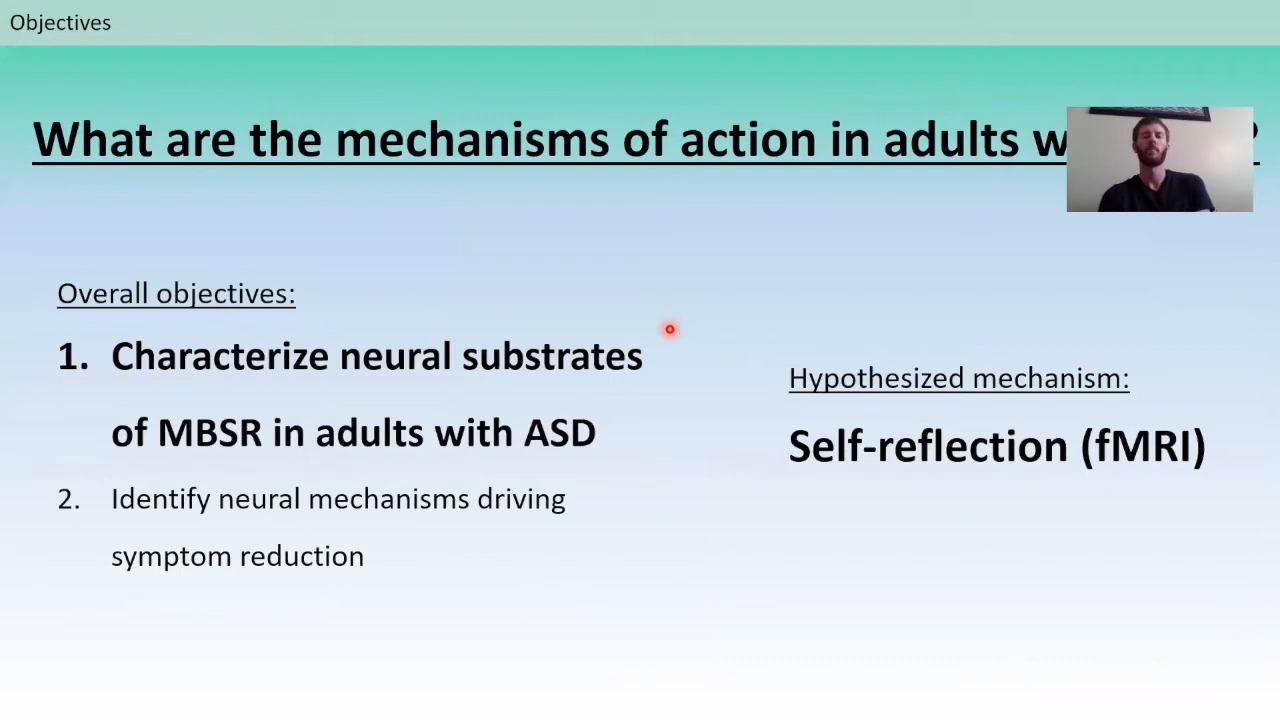 Objectives
What are the mechanisms of action in adults ?
Overall objectives:
1. Characterize neural substrates
of MBSR in adults with ASD
2. Identify neural mechanisms driving
symptom reduction
Hypothesized mechanism:
Self-reflection (fMRI)